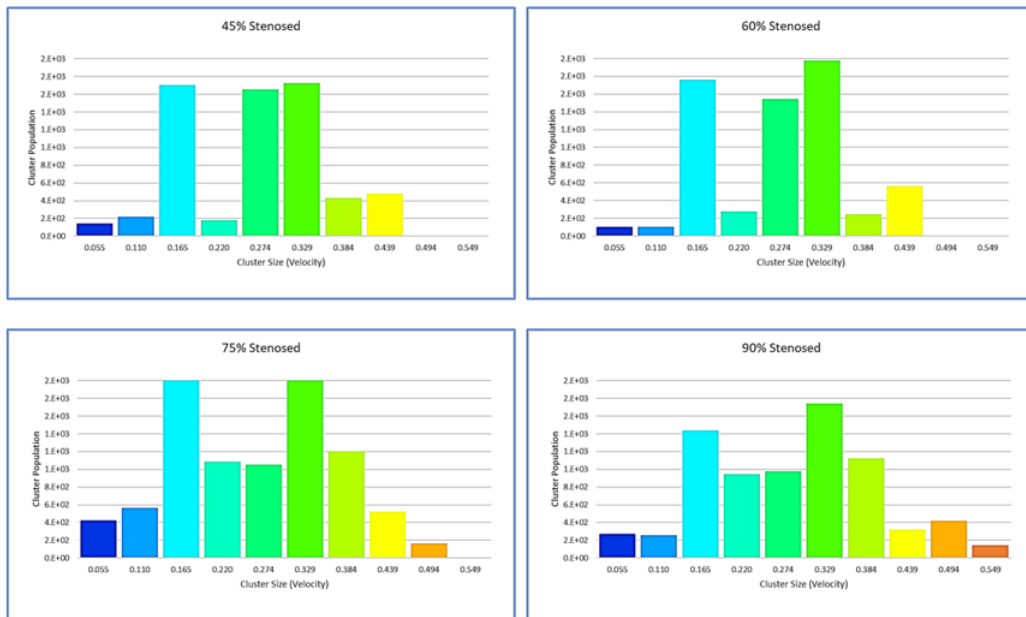 45% Stenosed
Cluster Population
2.E+03
2.E+03
2.E+03
1.E+03
1.E+03
1.E+03
8.E+02
6.E+02
4.E+02
2.E+02
0.E+00
0.055 0.110 0.165 0.220 0.274 0.329 0.384 0.439 0.494 0.549
Cluster Size (Velocity)
60% Stenosed
Cluster Population
2.E+03
2.E+03
2.E+03
1.E+03
1.E+03
1.E+03
8.E+02
6.E+02
4.E+02
2.E+02
0.E+00
0.055 0.110 0.165 0.220 0.274 0.329 0.384 0.439 0.494 0.549
Cluster Size (Velocity)
75% Stenosed
Cluster Population
2.E+03
2.E+03
2.E+03
1.E+03
1.E+03
1.E+03
8.E+02
6.E+02
4.E+02
2.E+02
0.E+00
0.055 0.110 0.165 0.220 0.274 0.329 0.384 0.439 0.494 0.549
Cluster Size (Velocity)
90% Stenosed
Cluster Population
2.E+03
2.E+03
2.E+03
1.E+03
1.E+03
1.E+03
8.E+02
6.E+02
4.E+02
2.E+02
0.E+00
0.055 0.110 0.165 0.220 0.274 0.329 0.384 0.439 0.494 0.549
Cluster Size (Velocity)